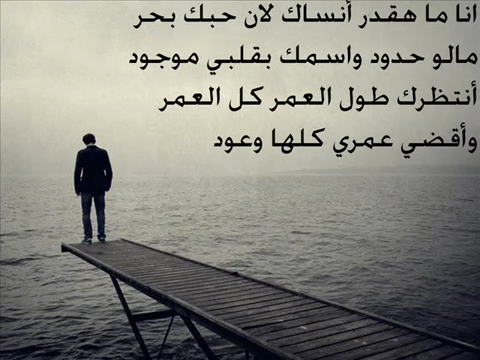 انا ما هقدر أنساك لان حبك بحر
مالو حدود واسمك بقلبي موجود
أنتظرك طول العمر كل العمر
وأقضي عمري كلها وعود